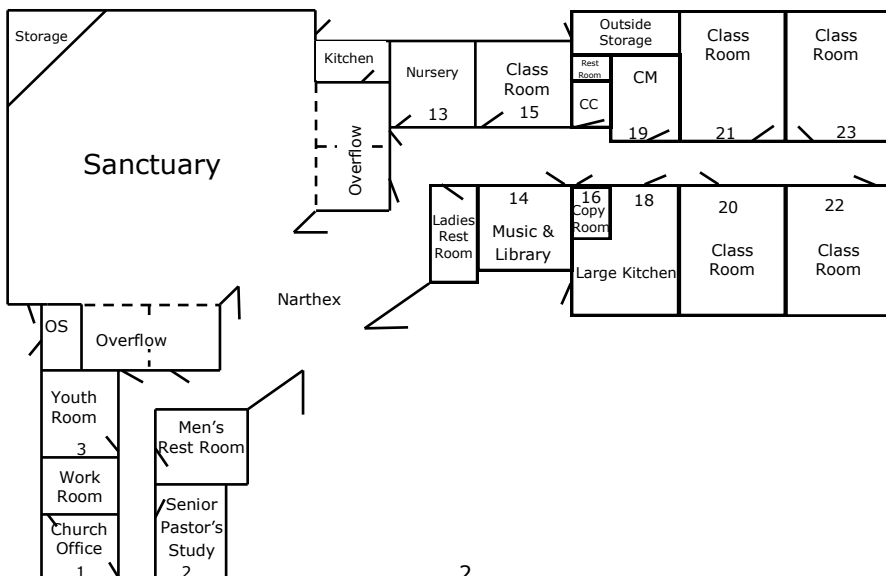 Storage
Sanctuary
Kitchen
Overflow
Nursery
13
Class
Room
15
Outside
Storage
Rest
Room
CC
CM
19
Class
Room
21
Class
Room
23
Ladies
Rest
Room
14
Music &
Library
16
Copy
Room
18
Large Kitchen
20
Class
Room
22
Class
Room
Narthex
OS
Overflow
Youth
Room
3
Work
Room
Church
Office
1
Men's
Rest Room
Senior
Pastor's
Study
2
2